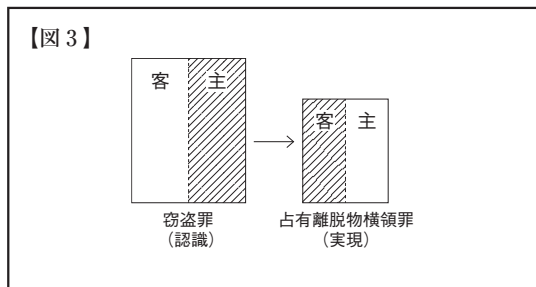 【図3】
客 主
客 主
窃盗罪
(認識)
占有離脱物横領罪
(実現)